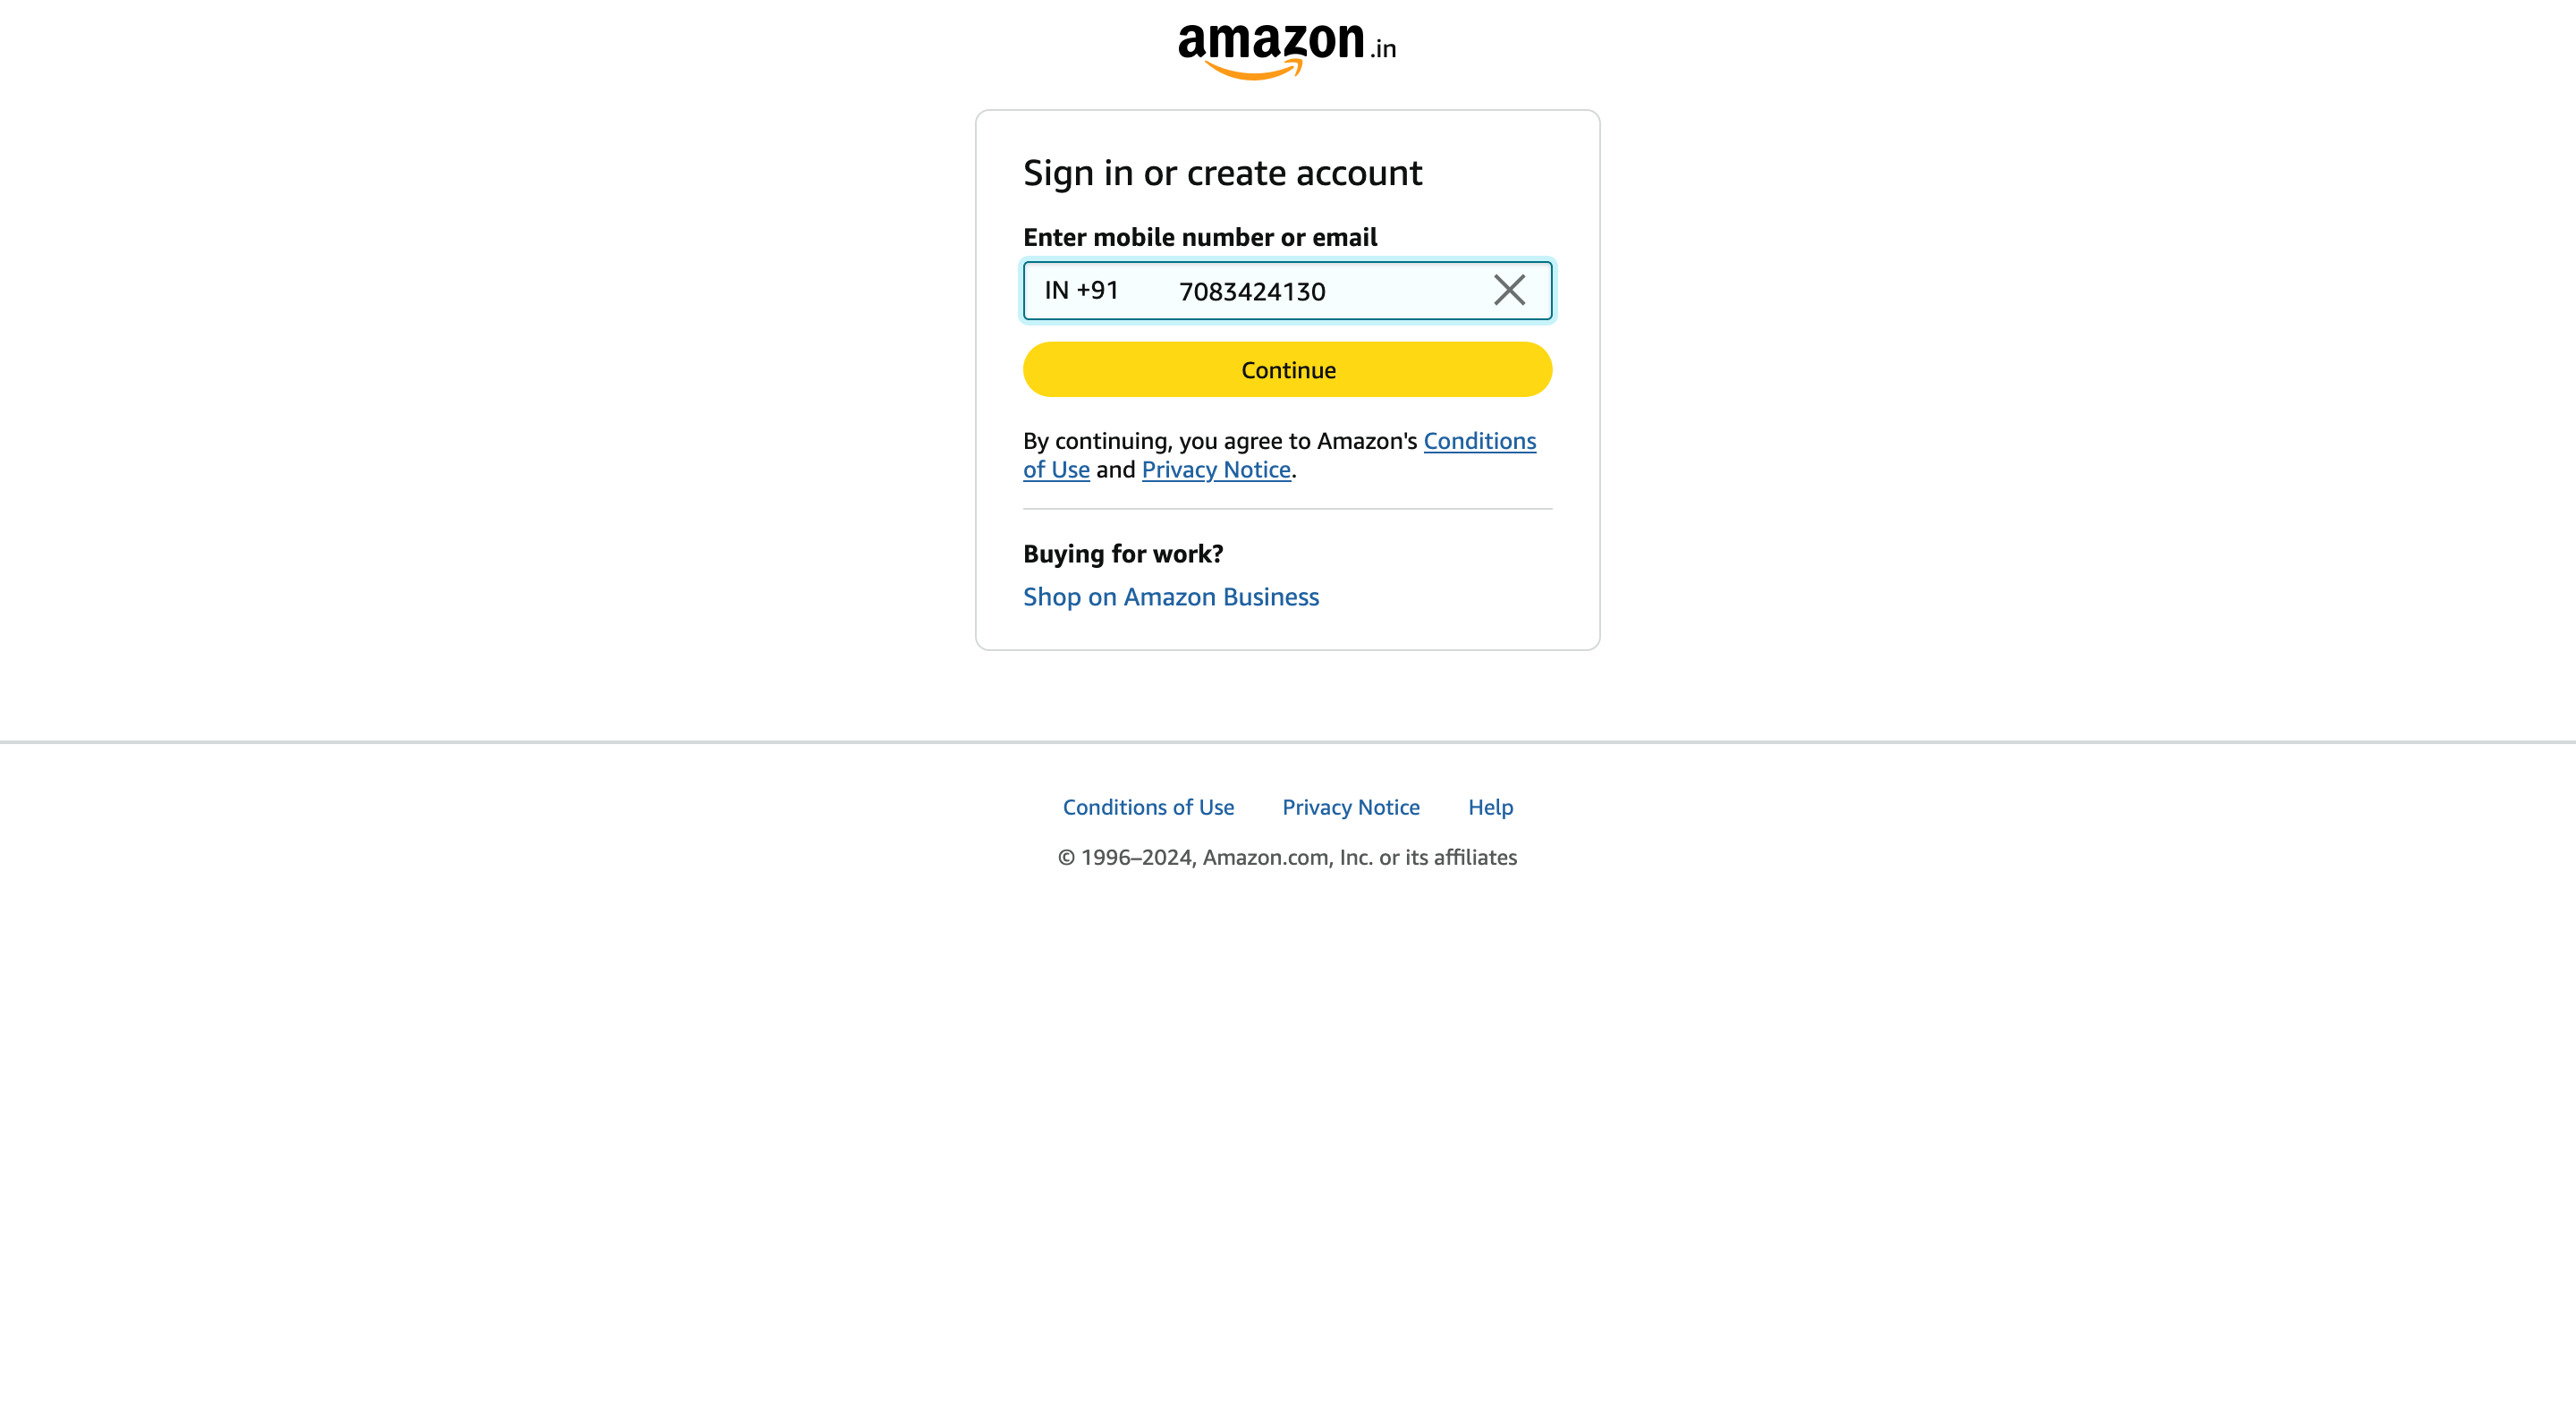 amazon.in
Sign in or create account
Enter mobile number or email
IN +91 7083424130
Continue
By continuing, you agree to Amazon's Conditions
of Use and Privacy Notice.
Buying for work?
Shop on Amazon Business
Conditions of Use Privacy Notice Help
© 1996–2024, Amazon.com, Inc. or its affiliates